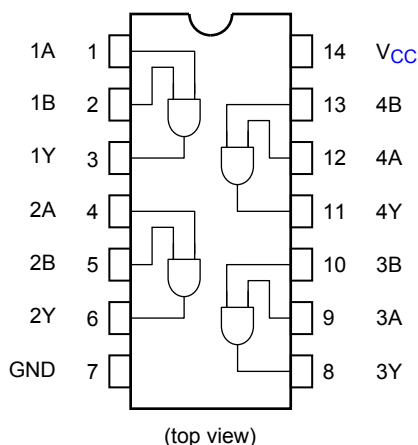 1A 1 14 VCC
1B 2 13 4B
1Y 3 12 4A
2A 4 11 4Y
2B 5 10 3B
2Y 6 9 3A
GND 7 8 3Y
(top view)